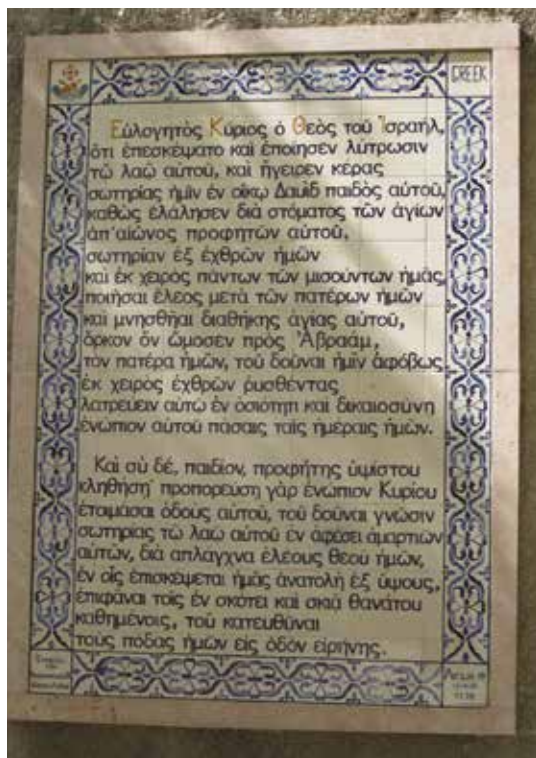 GREEK
Εὐλογητὸς Κύριος ὁ Θεὸς τοῦ Ἰσραήλ,
ὅτι ἐπεσκέψατο καὶ ἐποίησεν λύτρωσιν
τῷ λαῷ αὐτοῦ, καὶ ἤγειρεν κέρας
σωτηρίας ἡμῖν ἐν οἴκῳ Δαυὶδ παιδὸς αὐτοῦ,
καθὼς ἐλάλησεν διὰ στόματος τῶν ἁγίων
ἀπ'αἰῶνος προφητῶν αὐτοῦ,
σωτηρίαν ἐξ ἐχθρῶν ἡμῶν
καὶ ἐκ χειρὸς πάντων τῶν μισούντων ἡμᾶς,
ποιῆσαι ἔλεος μετὰ τῶν πατέρων ἡμῶν
καὶ μνησθῆαι διαθήκης ἁγίας αὐτοῦ,
ὅρκον ὃν ὤμοσεν πρὸς Ἀβραάμ,
τὸν πατέρα ἡμῶν, τοῦ δοῦναι ἡμῖν ἀφόβως
ἐκ χειρὸς ἐχθρῶν ῥυσθέντας
λατρεύειν αὐτῷ ἐν ὁσιότητι καὶ δικαιοσύνῃ
ἐνώπιον αὐτοῦ πάσαις ταῖς ἡμέραις ἡμῶν.
Καὶ σὺ δέ, παιδίον, προφήτης ὑψίστου
κληθήσῃ· προπορεύσῃ γὰρ ἐνώπιον Κυρίου
ἑτοιμάσαι ὁδοὺς αὐτοῦ, τοῦ δοῦναι γνῶσιν
σωτηρίας τῷ λαῷ αὐτοῦ ἐν ἀφέσει ἁμαρτιῶν
αὐτῶν, διὰ σπλαγχνα ἐλέους θεοῦ ἡμῶν,
ἐν οἷς ἐπισκέψεται ἡμᾶς ἀνατολὴ ἐξ ὕψους,
ἐπιφᾶναι τοῖς ἐν σκότει καὶ σκιᾷ θανάτου
καθημένοις, τοῦ κατευθῦναι
τοὺς πόδας ἡμῶν εἰς ὁδὸν εἰρήνης.